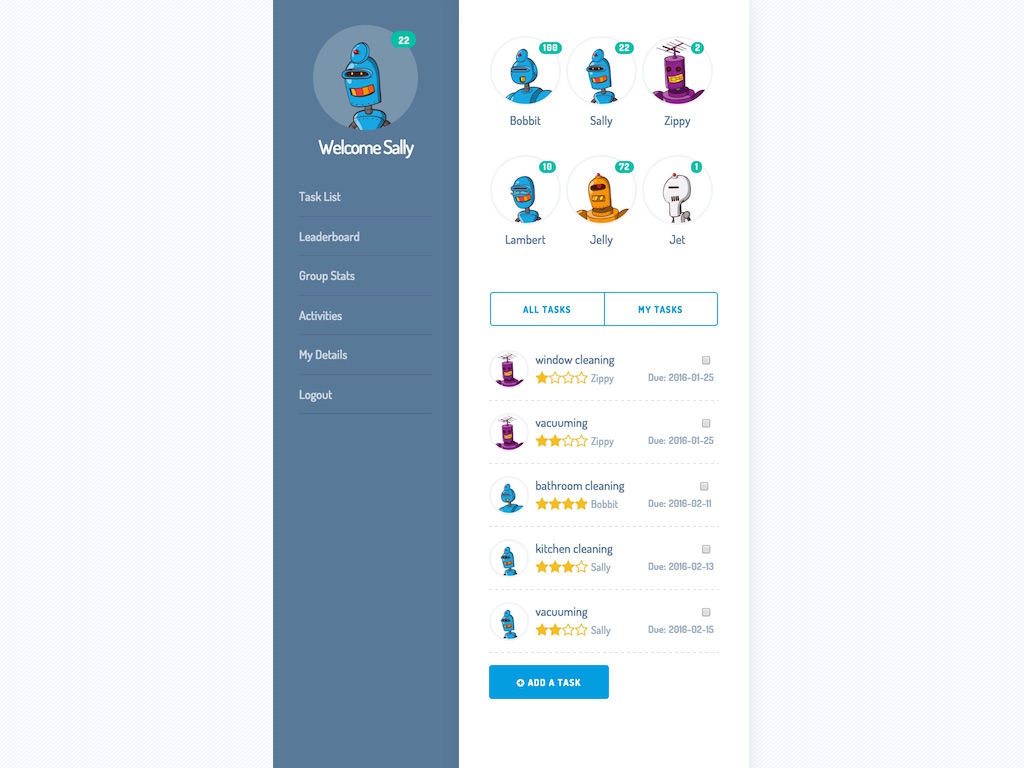 22
Welcome Sally
Task List
Leaderboard
Group Stats
Activities
My Details
Logout
100 22 2
Bobbit Sally Zippy
10 72 1
Lambert Jelly Jet
ALL TASKS MY TASKS
window cleaning
Zippy Due: 2016-01-25
vacuuming
Zippy Due: 2016-01-25
bathroom cleaning
Bobbit Due: 2016-02-11
kitchen cleaning
Sally Due: 2016-02-13
vacuuming
Sally Due: 2016-02-15
ADD A TASK